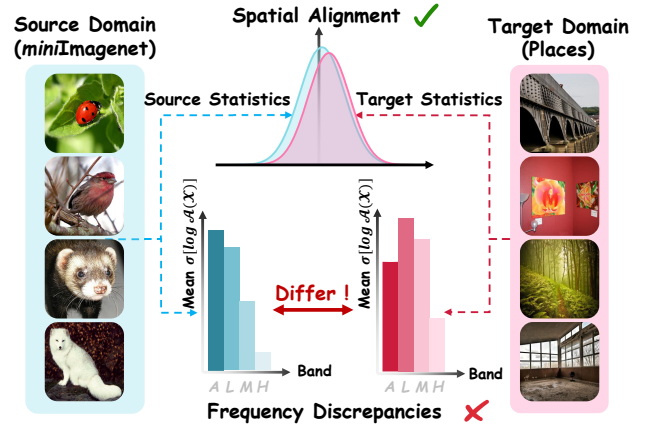 Spatial Alignment
Source Domain
(miniImagenet)
Target Domain
(Places)
Source Statistics
Target Statistics
Mean σ[log 𝒜(𝒳)]
Mean σ[log 𝒜(𝒳)]
Differ !
Band
Band
A L M H
A L M H
Frequency Discrepancies